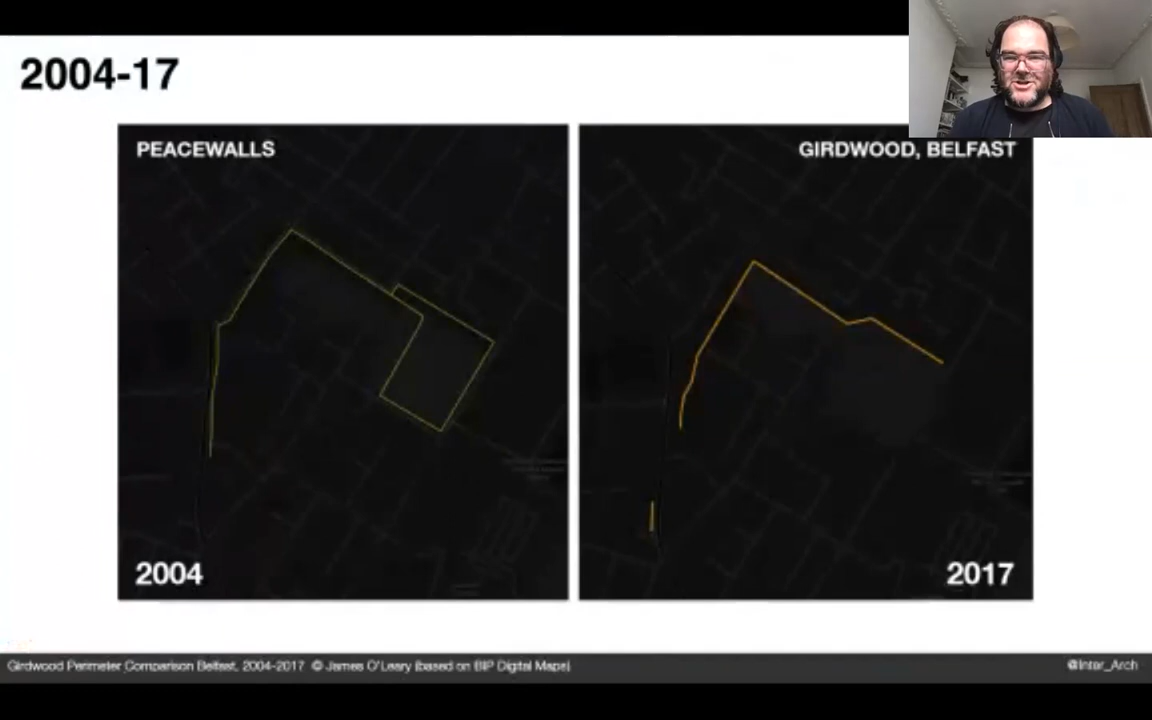 2004-17
PEACEWALLS
GIRDWOOD, BELFAST
2004
2017
Girdwood Perimeter Comparison Belfast, 2004-2017 © James O'Leary (based on BIP Digital Maps)
@Inter_Arch